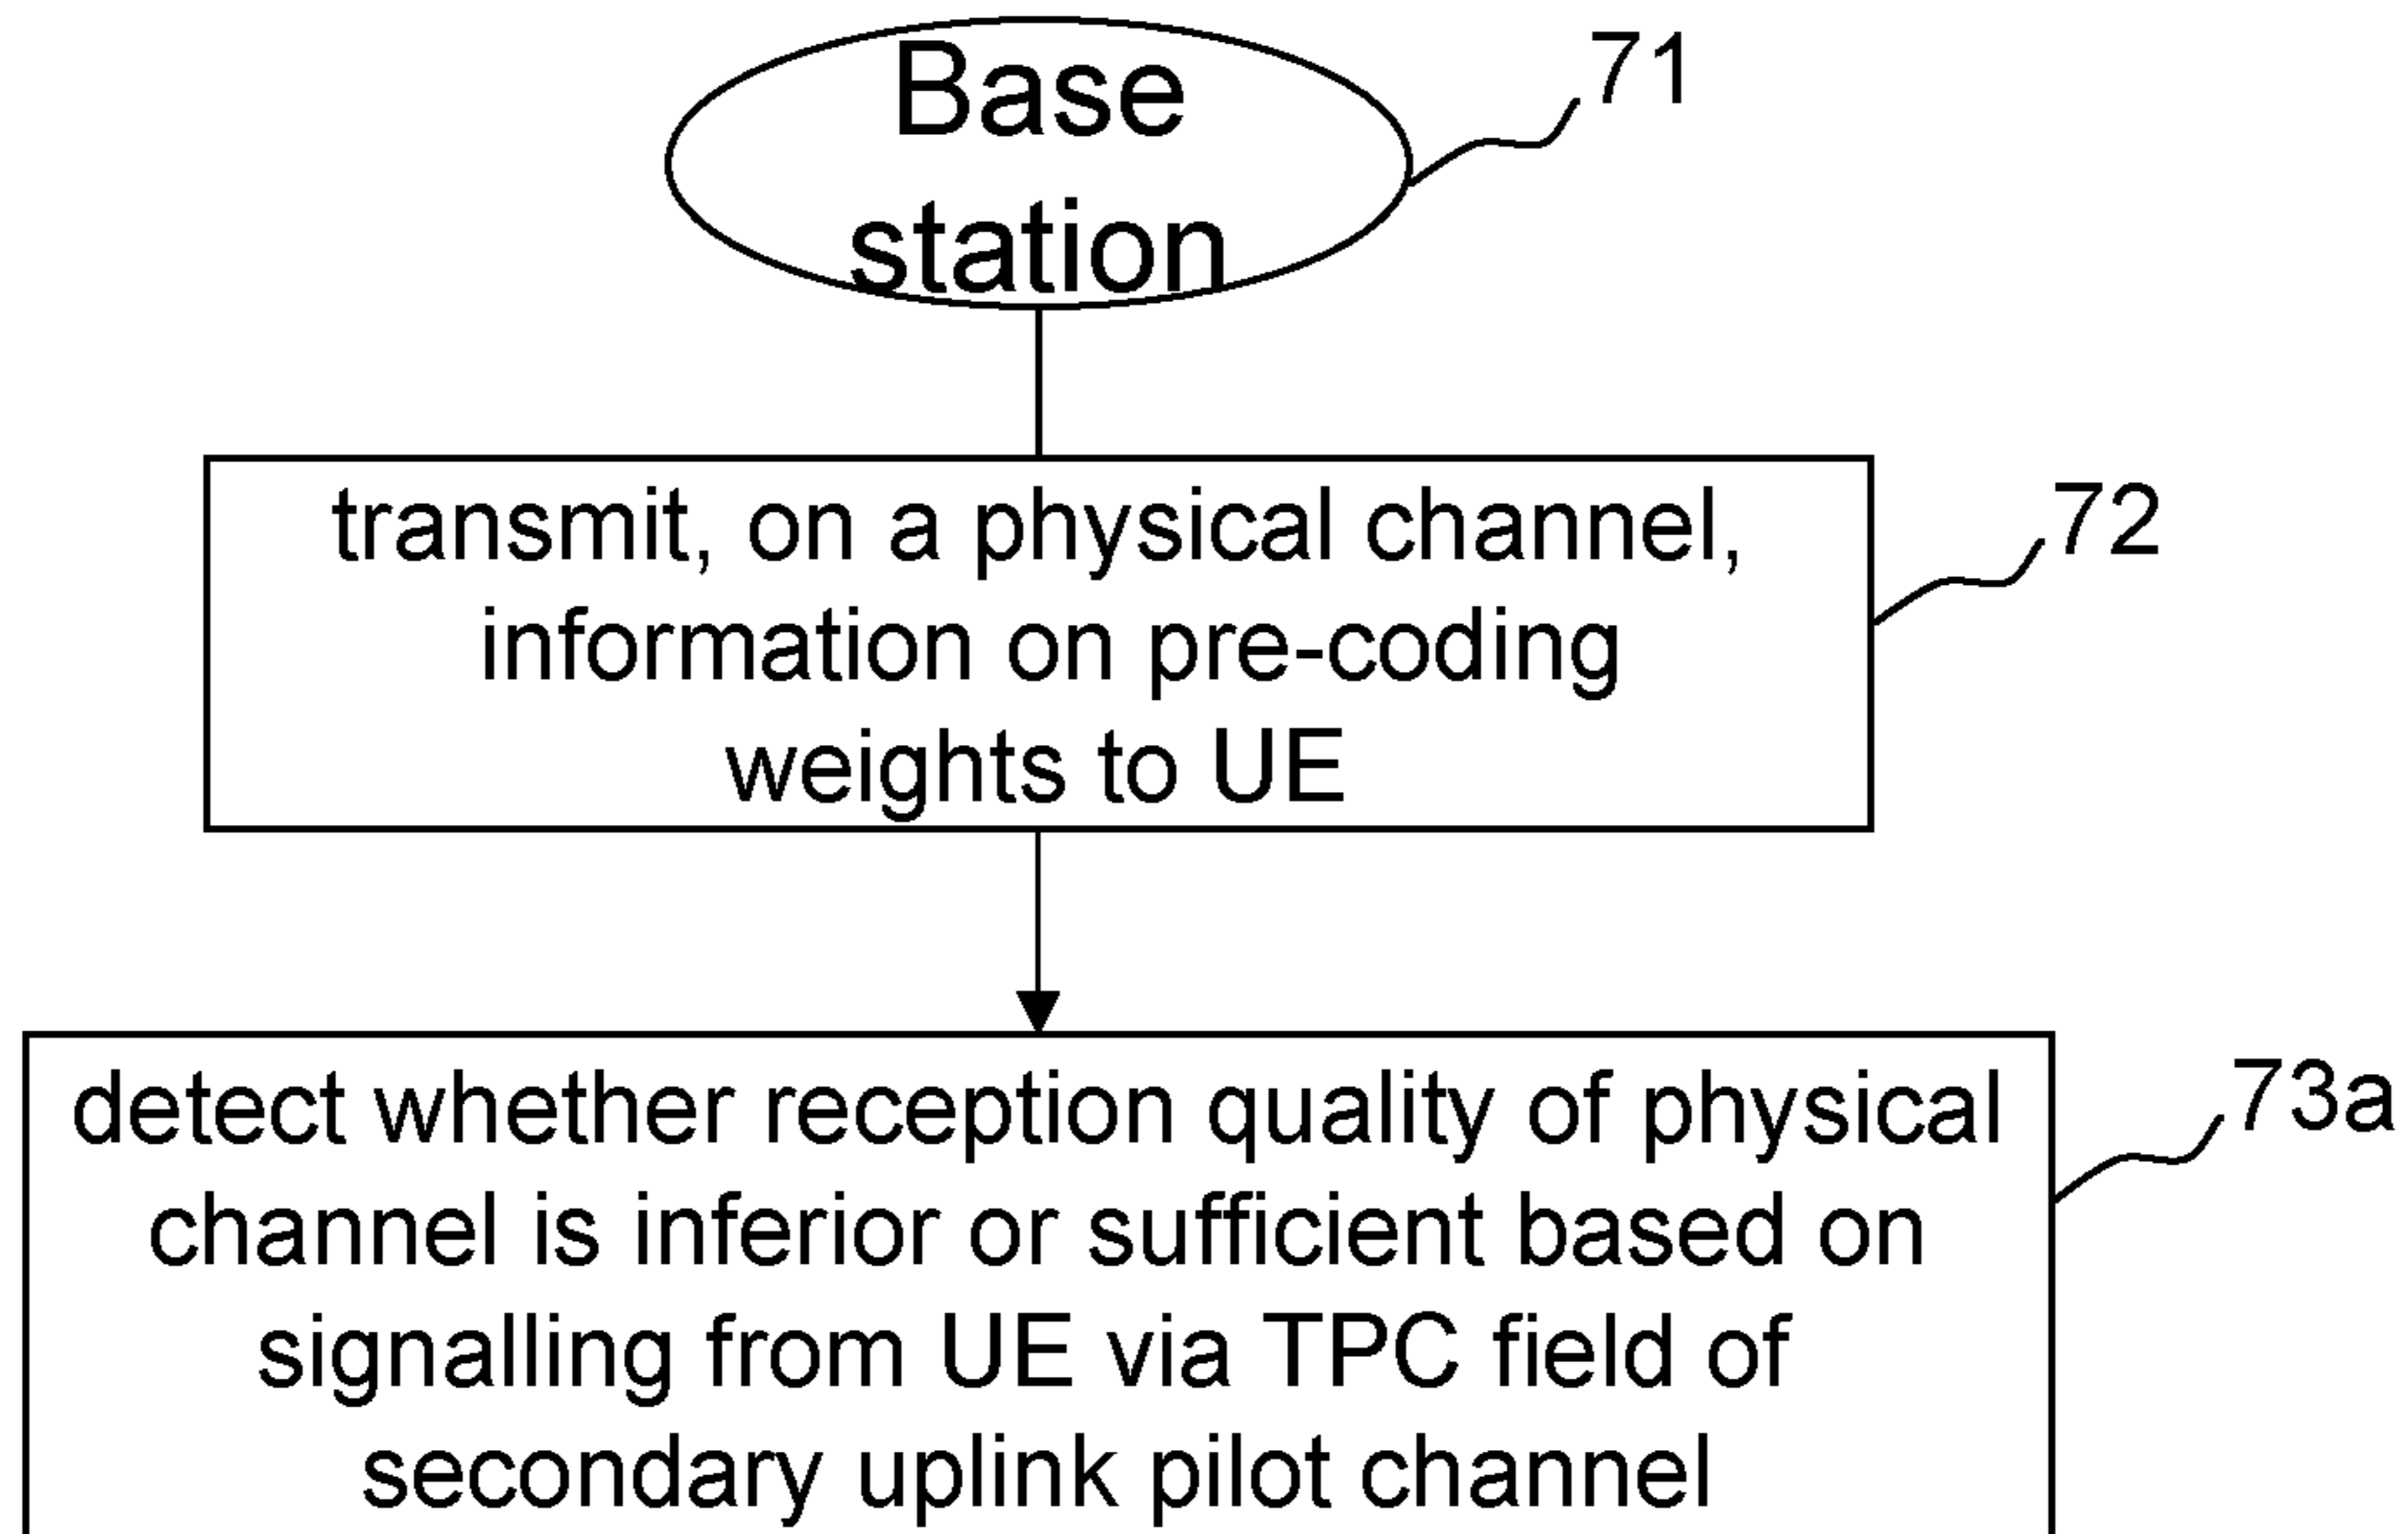 Base
station
71
transmit, on a physical channel,
information on pre-coding
weights to UE
72
detect whether reception quality of physical
channel is inferior or sufficient based on
signalling from UE via TPC field of
secondary uplink pilot channel
73a